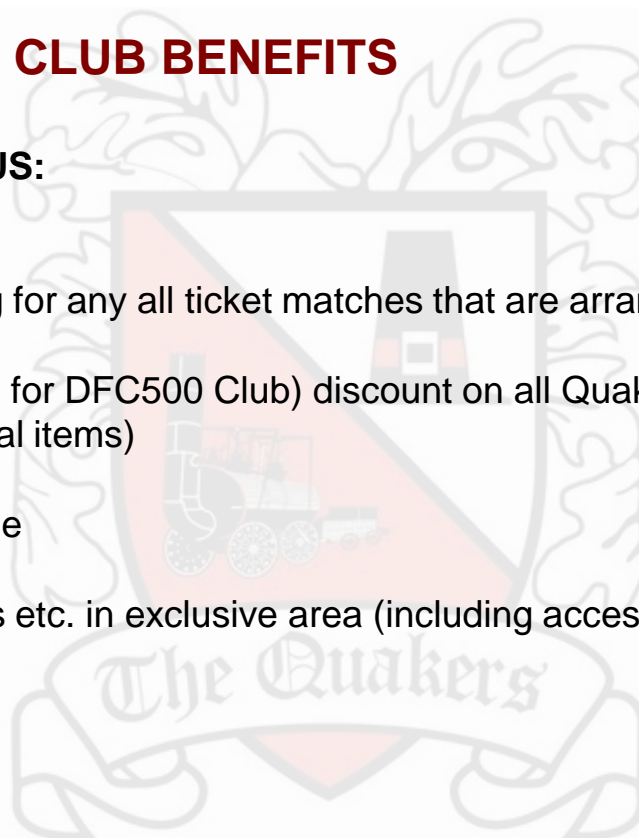 CLUB BENEFITS
US:
g for any all ticket matches that are arran
for DFC500 Club) discount on all Quak
al items)
e
s etc. in exclusive area (including acces
The Quakers